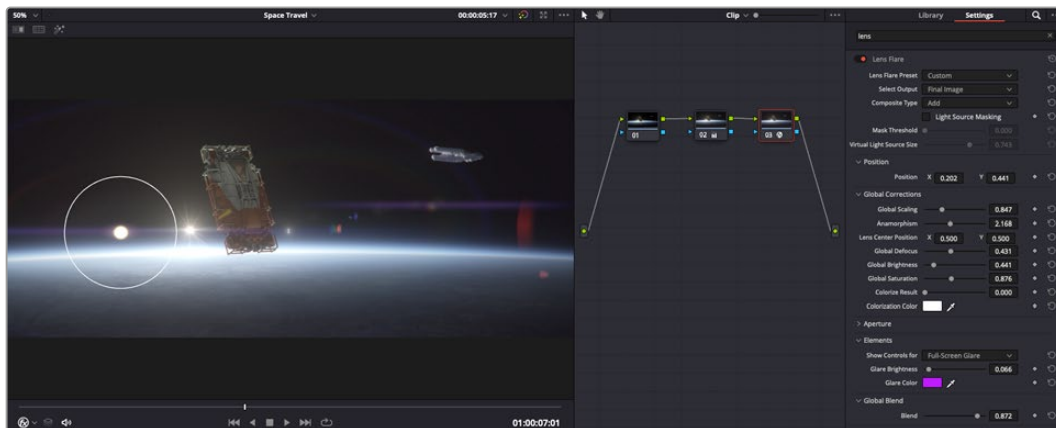 50% Space Travel 00:00:05:17 Clip Library Settings
lens
Lens Flare
Lens Flare Preset Custom
Select Output Final Image
Composite Type Add
Light Source Masking
Mask Threshold 0.000
Virtual Light Source Size 0.743
Position
Position X 0.202 Y 0.441
Global Corrections
Global Scaling 0.847
Anamorphism 2.168
Lens Center Position X 0.500 Y 0.500
Global Defocus 0.431
Global Brightness 0.441
Global Saturation 0.876
Colorize Result 0.000
Colorization Color
Aperture
Elements
Show Controls for Full-Screen Glare
Glare Brightness 0.066
Glare Color
Global Blend
Blend 0.872
01 02 03
01:00:07:01